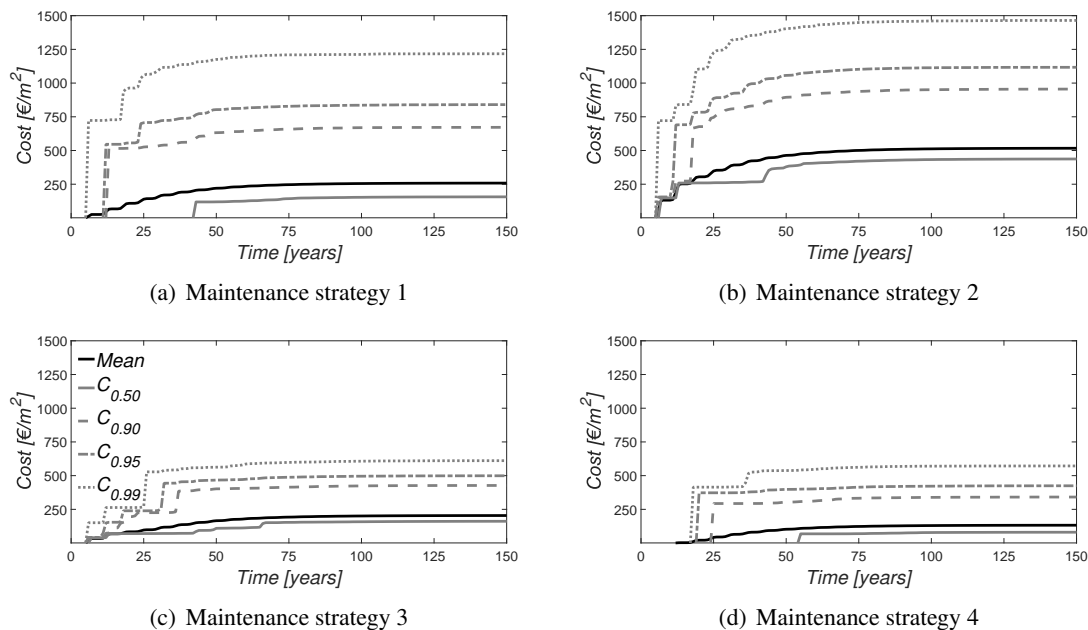 1500
1250
1000
750
500
250
Cost [€/m²]
0 25 50 75 100 125 150
Time [years]
(a) Maintenance strategy 1
1500
1250
1000
750
500
250
Cost [€/m²]
0 25 50 75 100 125 150
Time [years]
(b) Maintenance strategy 2
1500
1250
1000
750
500
250
Cost [€/m²]
Mean
C0.50
C0.90
C0.95
C0.99
0 25 50 75 100 125 150
Time [years]
(c) Maintenance strategy 3
1500
1250
1000
750
500
250
Cost [€/m²]
0 25 50 75 100 125 150
Time [years]
(d) Maintenance strategy 4